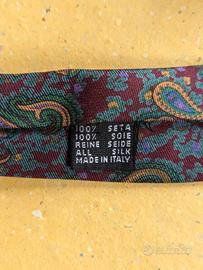 100% SETA
100% SOIE
REINE SEIDE
ALL SILK
MADE IN ITALY